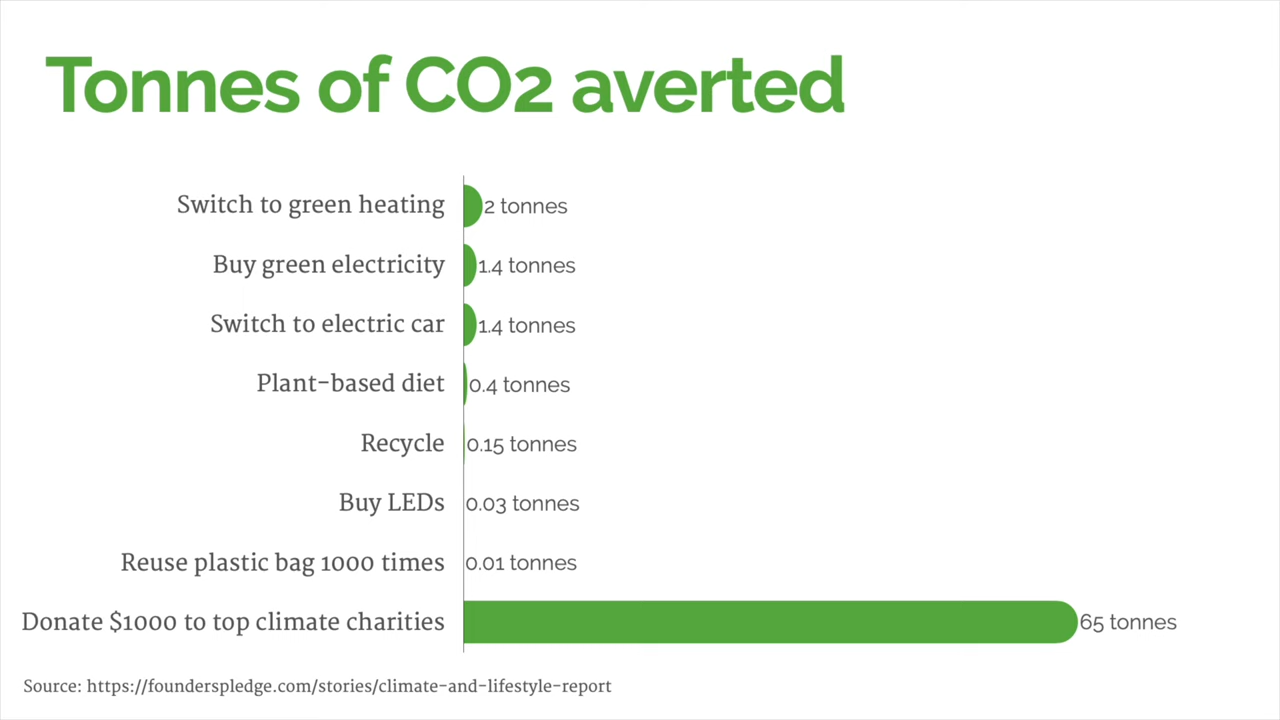 Tonnes of CO2 averted
Switch to green heating 2 tonnes
Buy green electricity 1.4 tonnes
Switch to electric car 1.4 tonnes
Plant-based diet 0.4 tonnes
Recycle 0.15 tonnes
Buy LEDs 0.03 tonnes
Reuse plastic bag 1000 times 0.01 tonnes
Donate $1000 to top climate charities 65 tonnes
Source: https://founderspledge.com/stories/climate-and-lifestyle-report